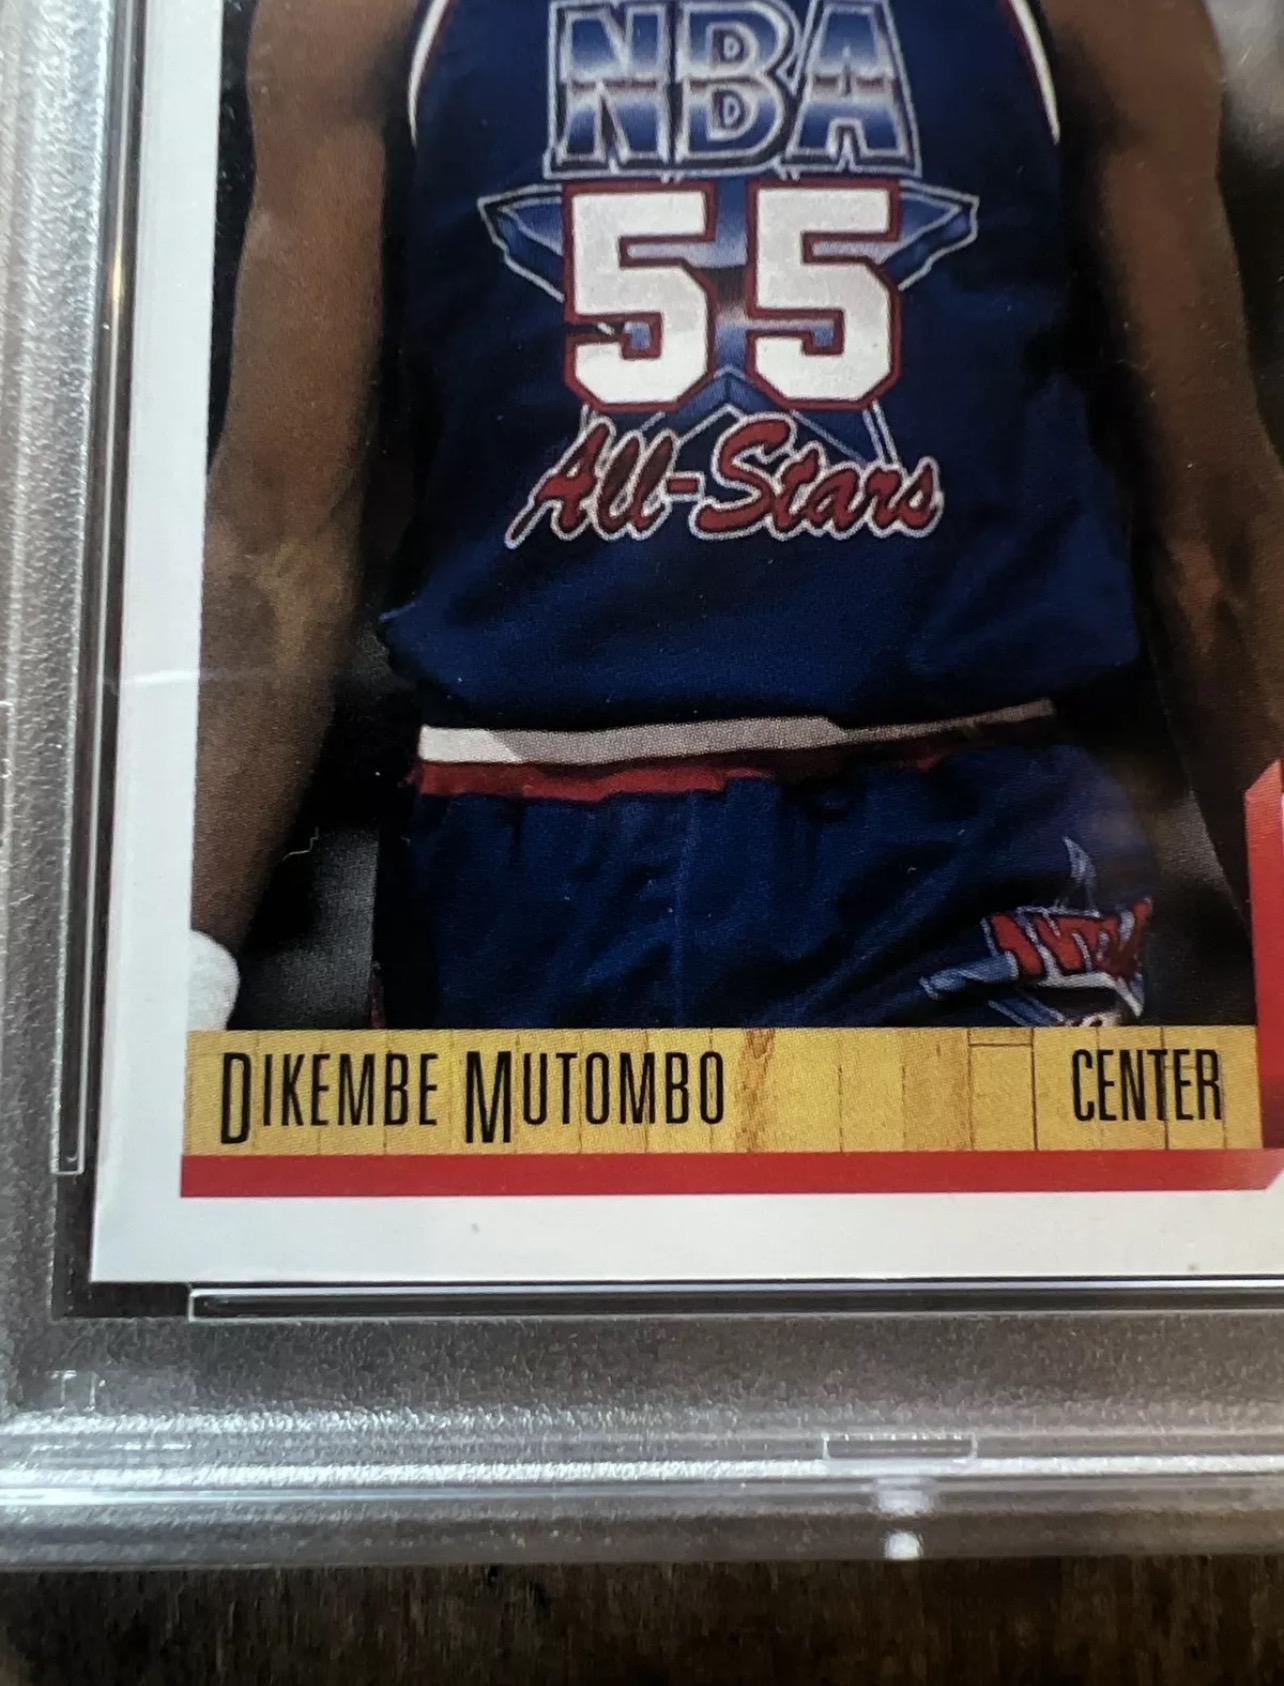 NBA
55
All-Stars
DIKEMBE MUTOMBO CENTER